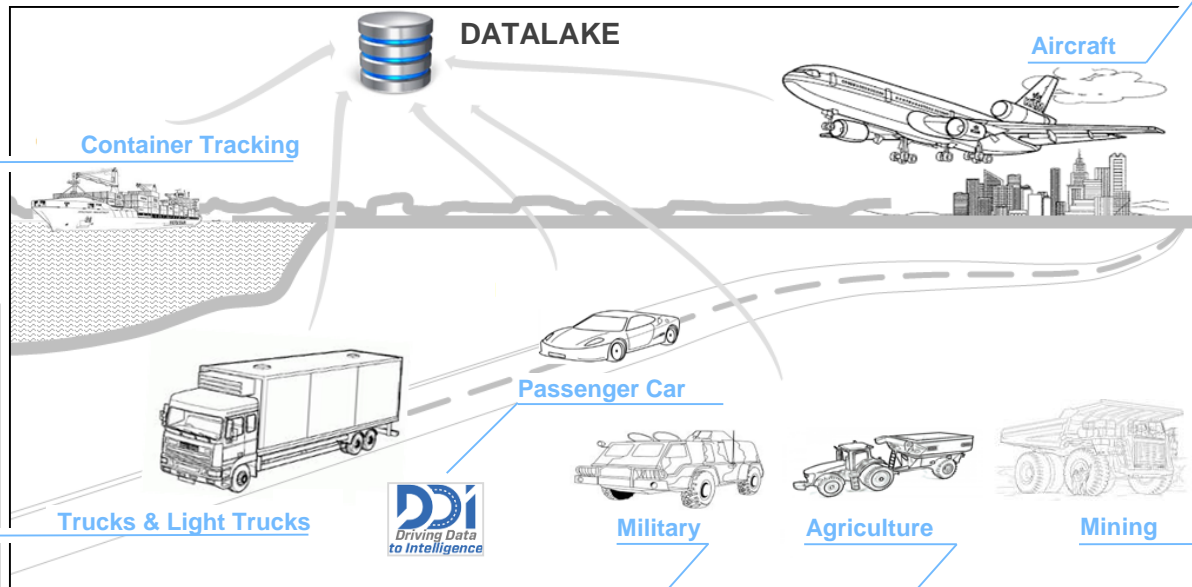 DATALAKE
Aircraft
Container Tracking
Passenger Car
DDi
Driving Data
to Intelligence
Trucks & Light Trucks
Military
Agriculture
Mining